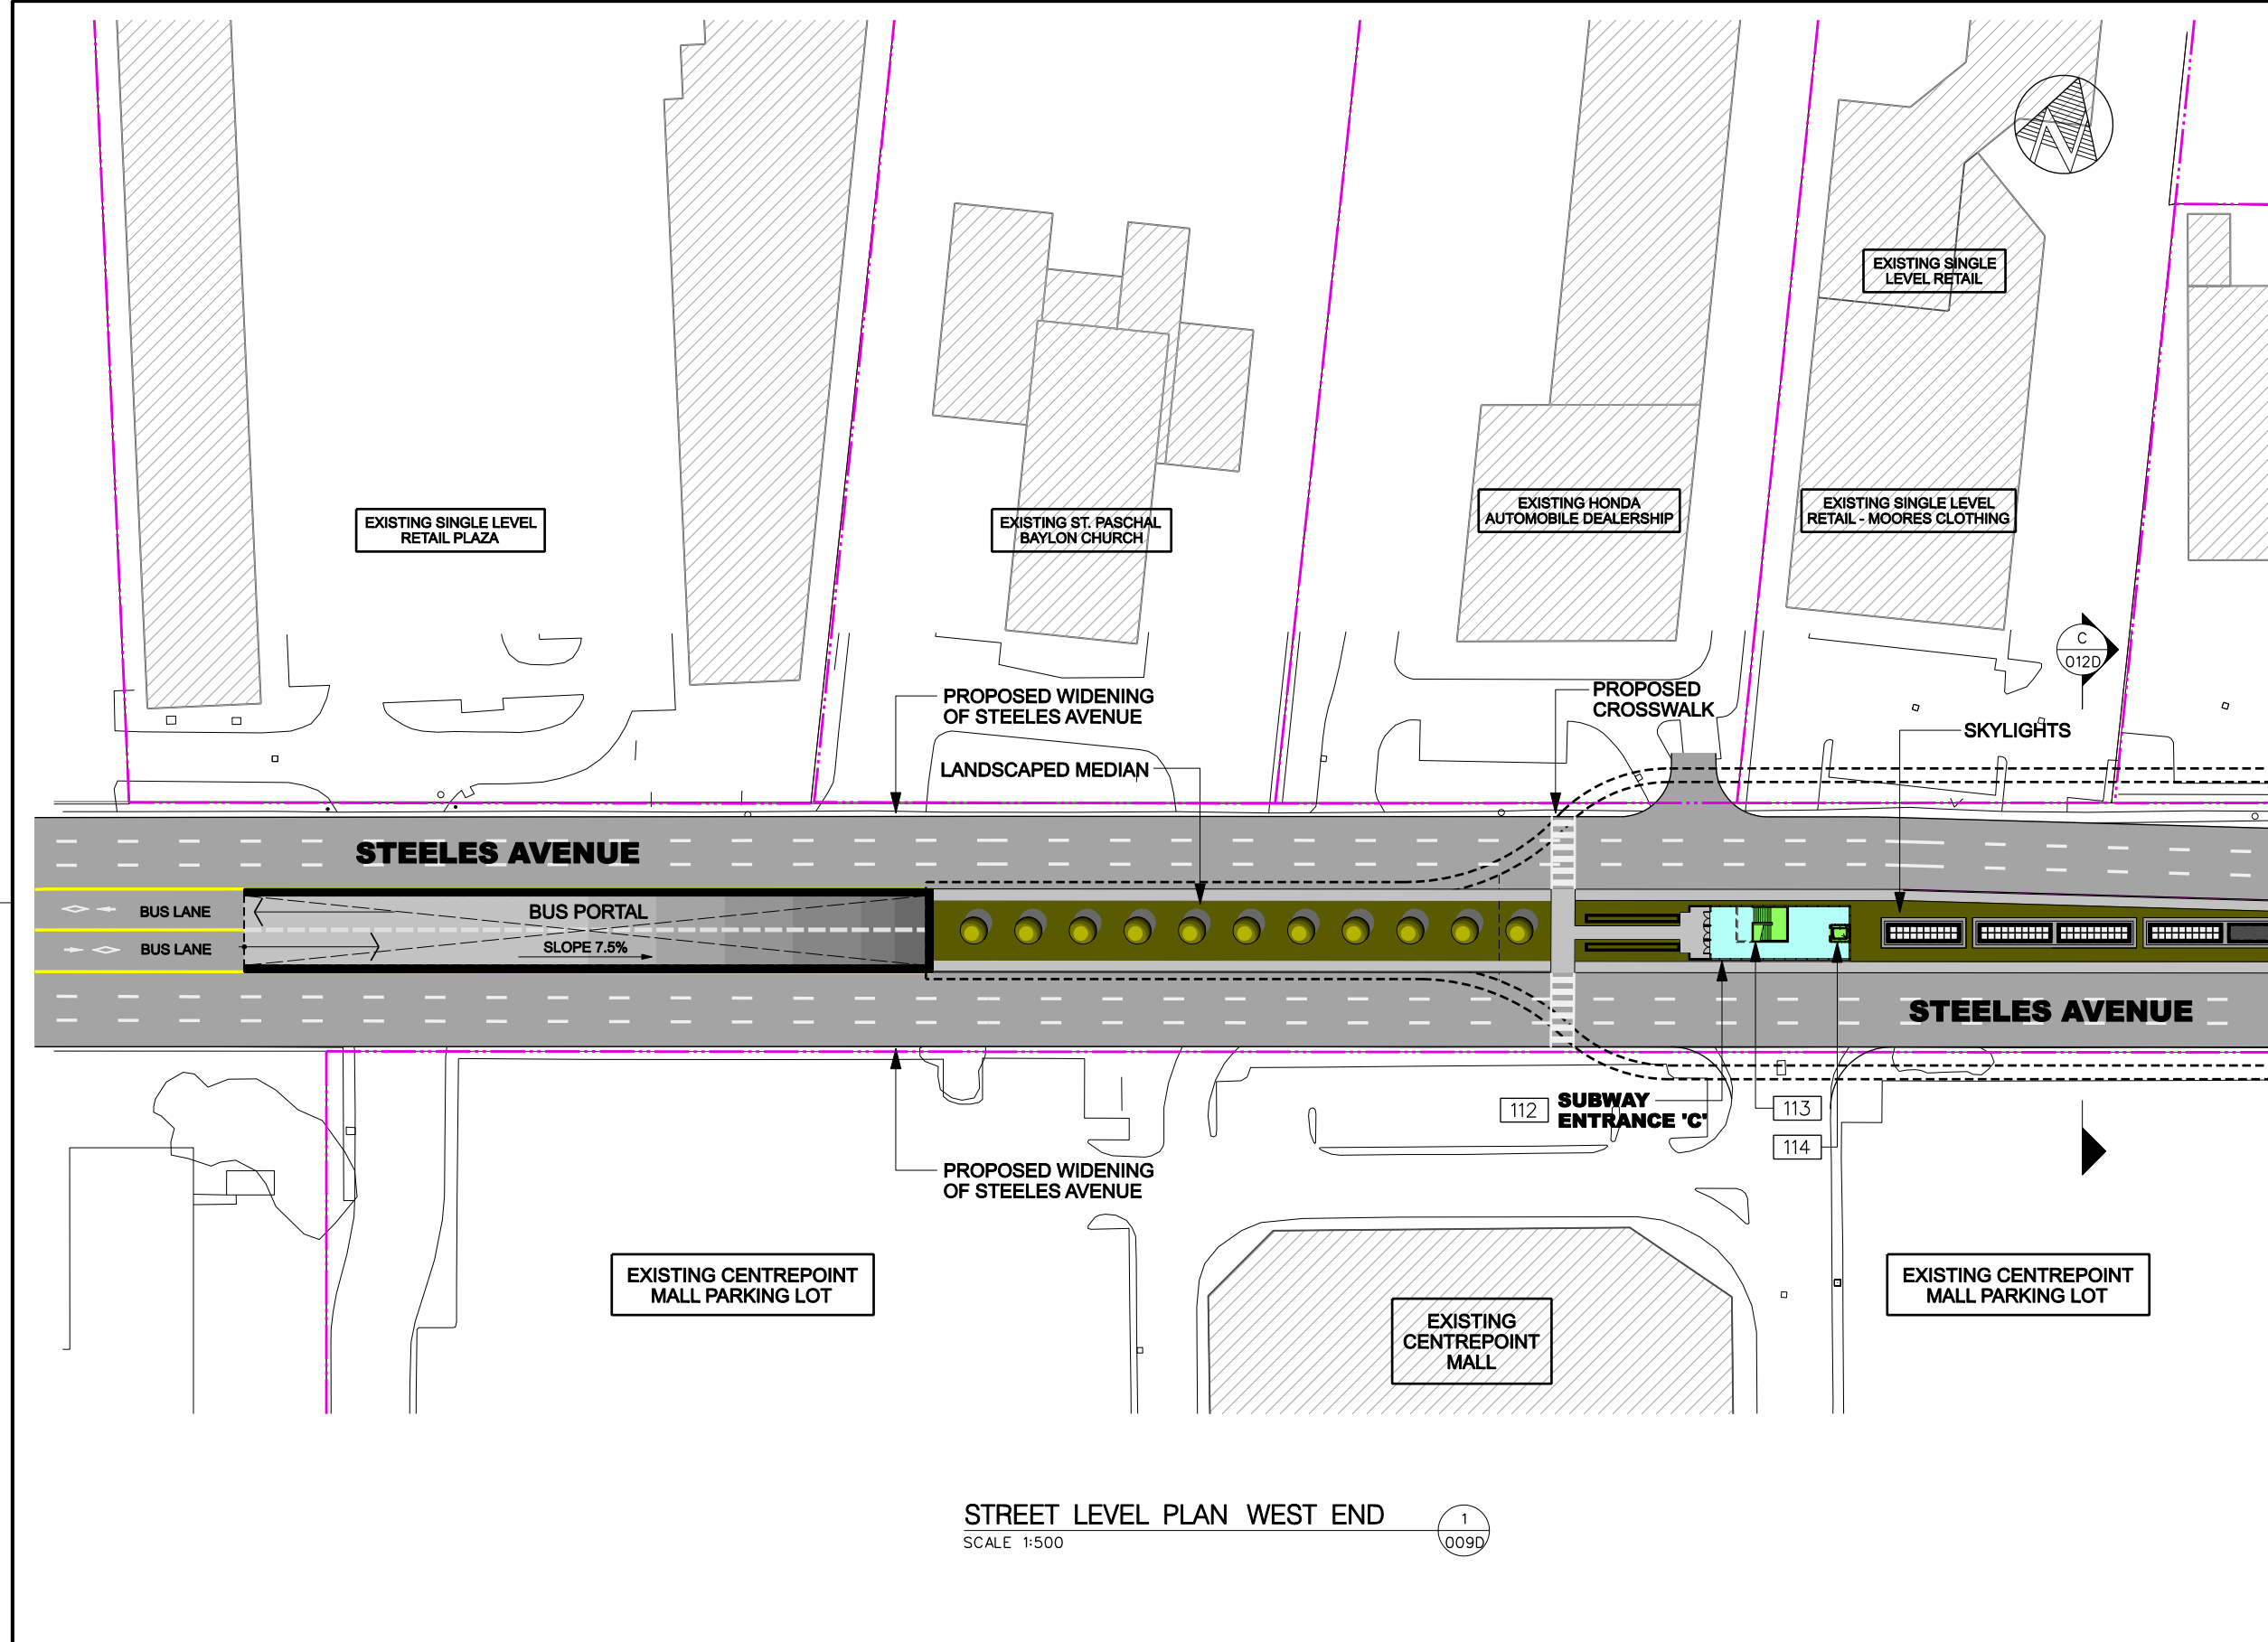 N
EXISTING SINGLE
LEVEL RETAIL
EXISTING SINGLE LEVEL
RETAIL PLAZA
EXISTING ST. PASCHAL
BAYLON CHURCH
EXISTING HONDA
AUTOMOBILE DEALERSHIP
EXISTING SINGLE LEVEL
RETAIL - MOORES CLOTHING
C
012D
PROPOSED WIDENING
OF STEELES AVENUE
PROPOSED
CROSSWALK
SKYLIGHTS
LANDSCAPED MEDIAN
STEELES AVENUE
BUS LANE
BUS PORTAL
BUS LANE
SLOPE 7.5%
STEELES AVENUE
112
SUBWAY
ENTRANCE 'C'
113
114
PROPOSED WIDENING
OF STEELES AVENUE
EXISTING CENTREPOINT
MALL PARKING LOT
EXISTING
CENTREPOINT
MALL
EXISTING CENTREPOINT
MALL PARKING LOT
STREET LEVEL PLAN WEST END
1
009D
SCALE 1:500